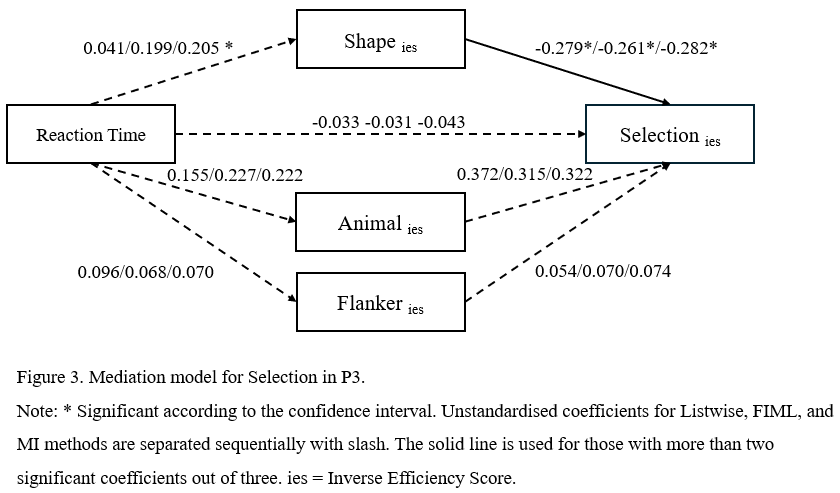 0.041/0.199/0.205 *
Shape ies
-0.279*/-0.261*/-0.282*
Reaction Time
-0.033 -0.031 -0.043
Selection ies
0.155/0.227/0.222
0.372/0.315/0.322
Animal ies
0.096/0.068/0.070
0.054/0.070/0.074
Flanker ies
Figure 3. Mediation model for Selection in P3.
Note: * Significant according to the confidence interval. Unstandardised coefficients for Listwise, FIML, and
MI methods are separated sequentially with slash. The solid line is used for those with more than two
significant coefficients out of three. ies = Inverse Efficiency Score.